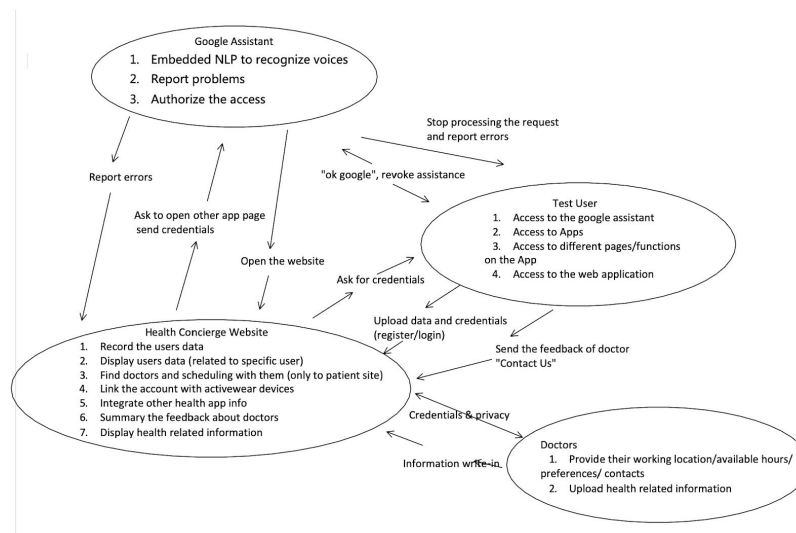 Google Assistant
1. Embedded NLP to recognize voices
2. Report problems
3. Authorize the access
Stop processing the request
and report errors
Report errors
"ok google", revoke assistance
Ask to open other app page
send credentials
Test User
1. Access to the google assistant
2. Access to Apps
3. Access to different pages/functions
on the App
4. Access to the web application
Open the website
Ask for credentials
Upload data and credentials
(register/login)
Health Concierge Website
1. Record the users data
2. Display users data (related to specific user)
3. Find doctors and scheduling with them (only to patient site)
4. Link the account with activewear devices
5. Integrate other health app info
6. Summary the feedback about doctors
7. Display health related information
Send the feedback of doctor
"Contact Us"
Credentials & privacy
Information write-in
Doctors
1. Provide their working location/available hours/
preferences/ contacts
2. Upload health related information